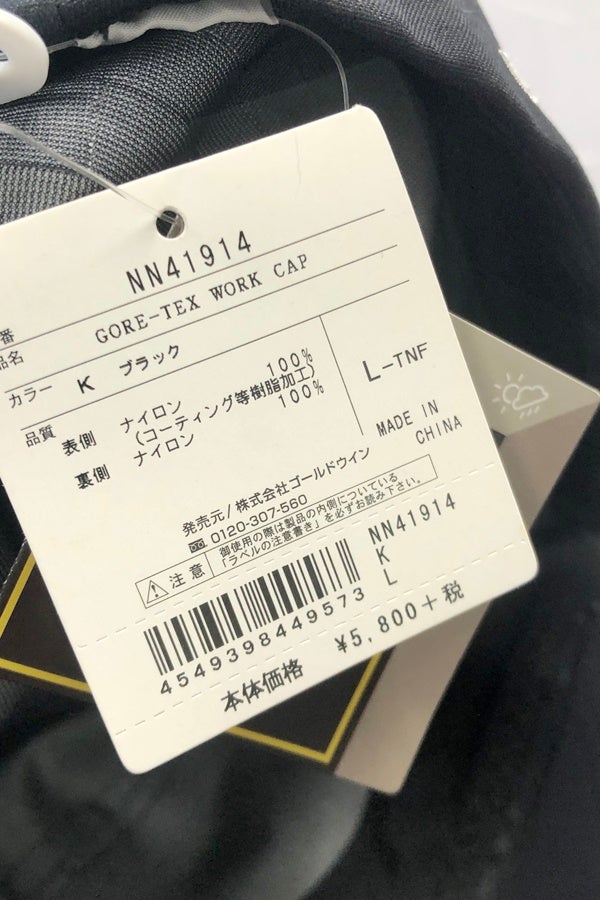 NN41914
番
品名 GORE-TEX WORK CAP
カラー K ブラック
品質 表側 ナイロン 100%
(コーティング等樹脂加工)
裏側 ナイロン 100%
L-TNF
MADE IN
CHINA
発売元/株式会社ゴールドウイン
0120-307-560
注意 御使用の際は製品の内側についている
「ラベルの注意書き」を必ずお読み下さい。
NN41914
K
L
4549398449573
本体価格 ¥5,800+税